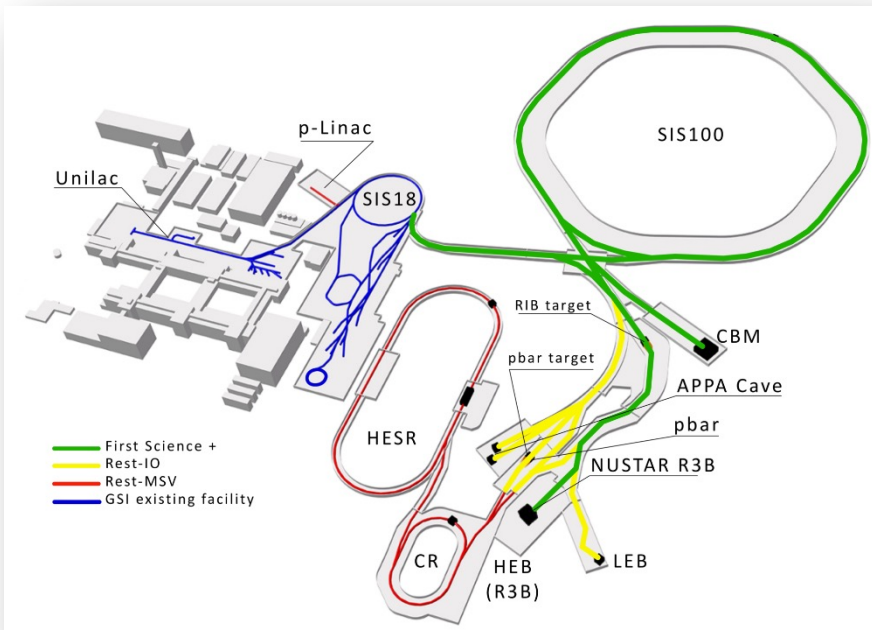 p-Linac
SIS100
Unilac
SIS18
RIB target
CBM
pbar target
APPA Cave
HESR
pbar
First Science +
Rest-IO
Rest-MSV
GSI existing facility
NUSTAR R3B
CR
HEB
(R3B)
LEB